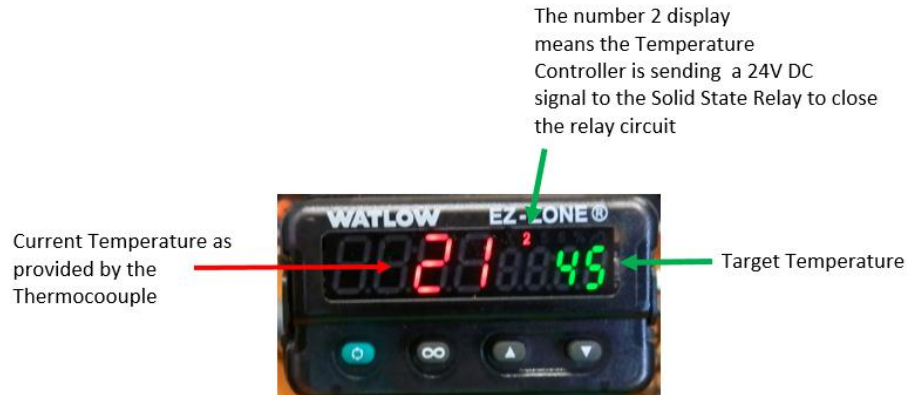 The number 2 display
means the Temperature
Controller is sending a 24V DC
signal to the Solid State Relay to close
the relay circuit
WATLOW EZ-ZONE®
2
21 45
Current Temperature as
provided by the
Thermocoouple
Target Temperature